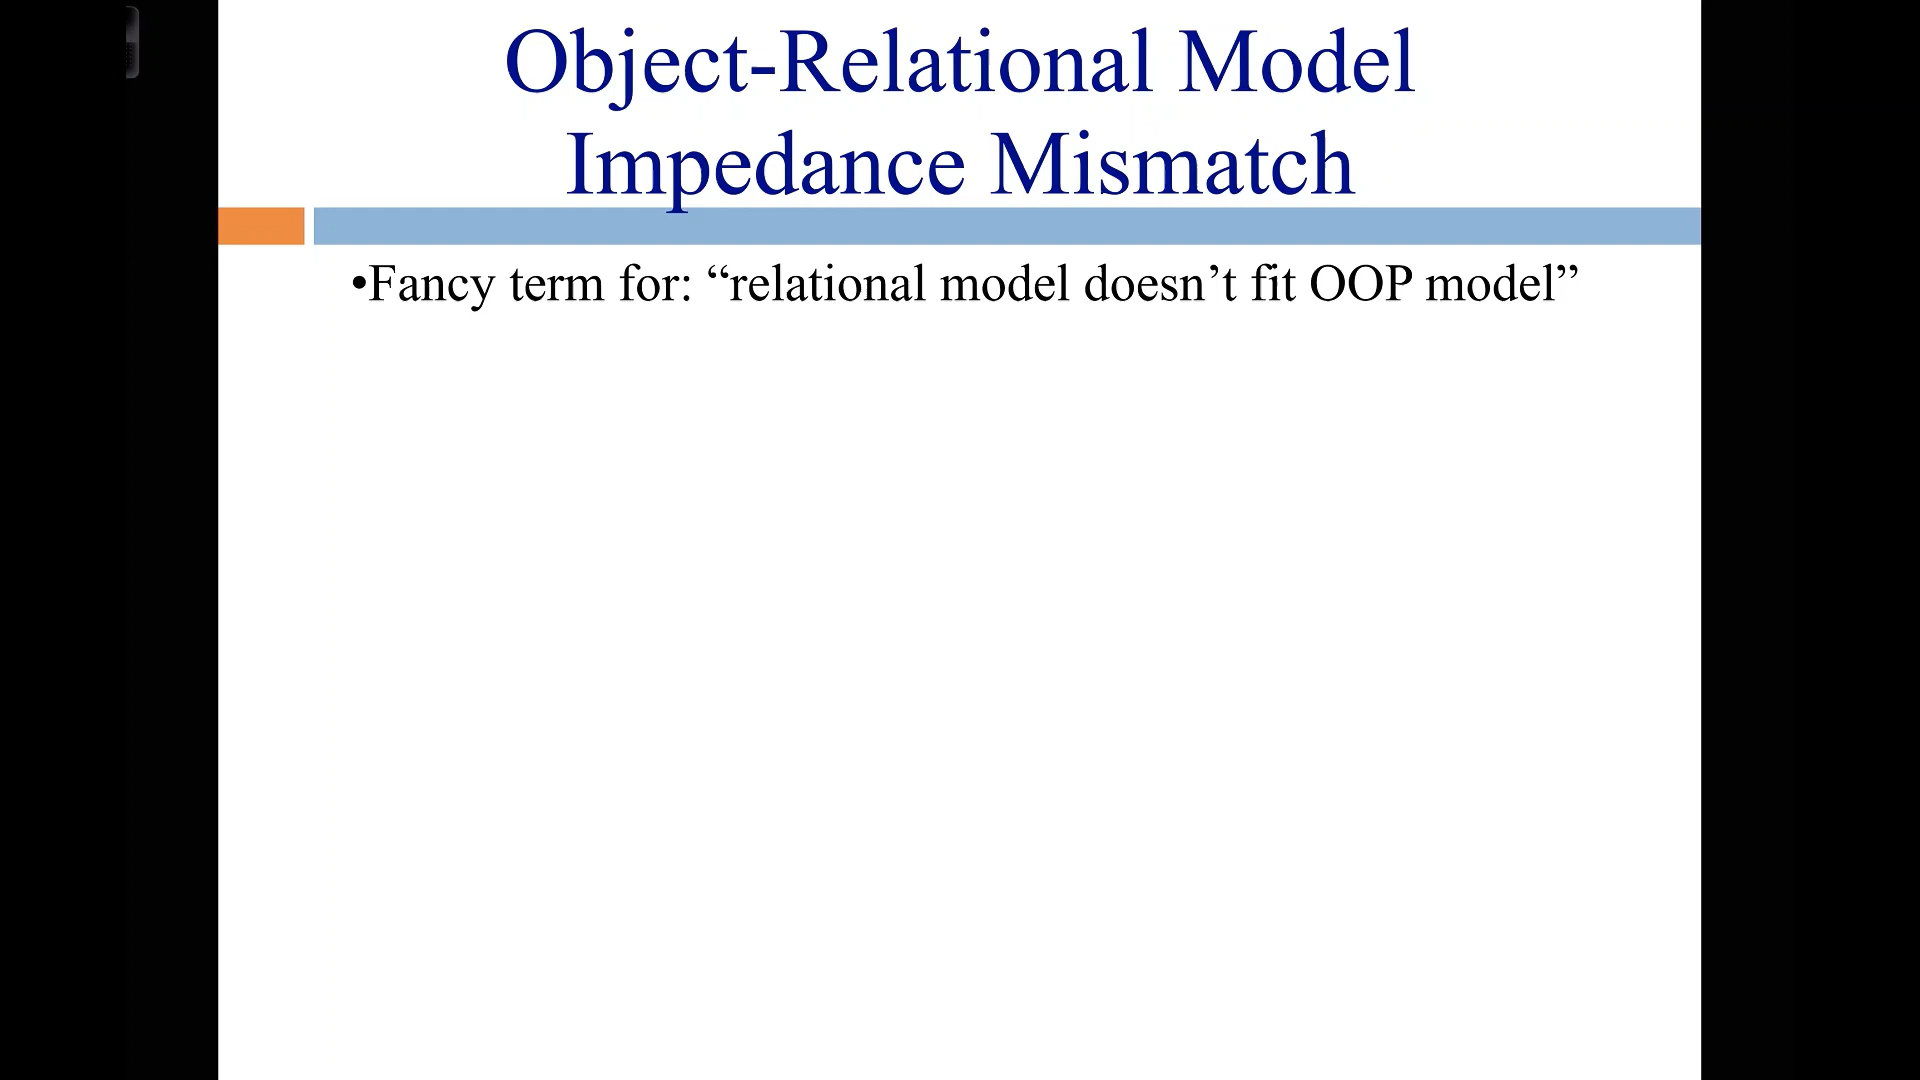 Object-Relational Model
Impedance Mismatch
•Fancy term for: “relational model doesn’t fit OOP model”